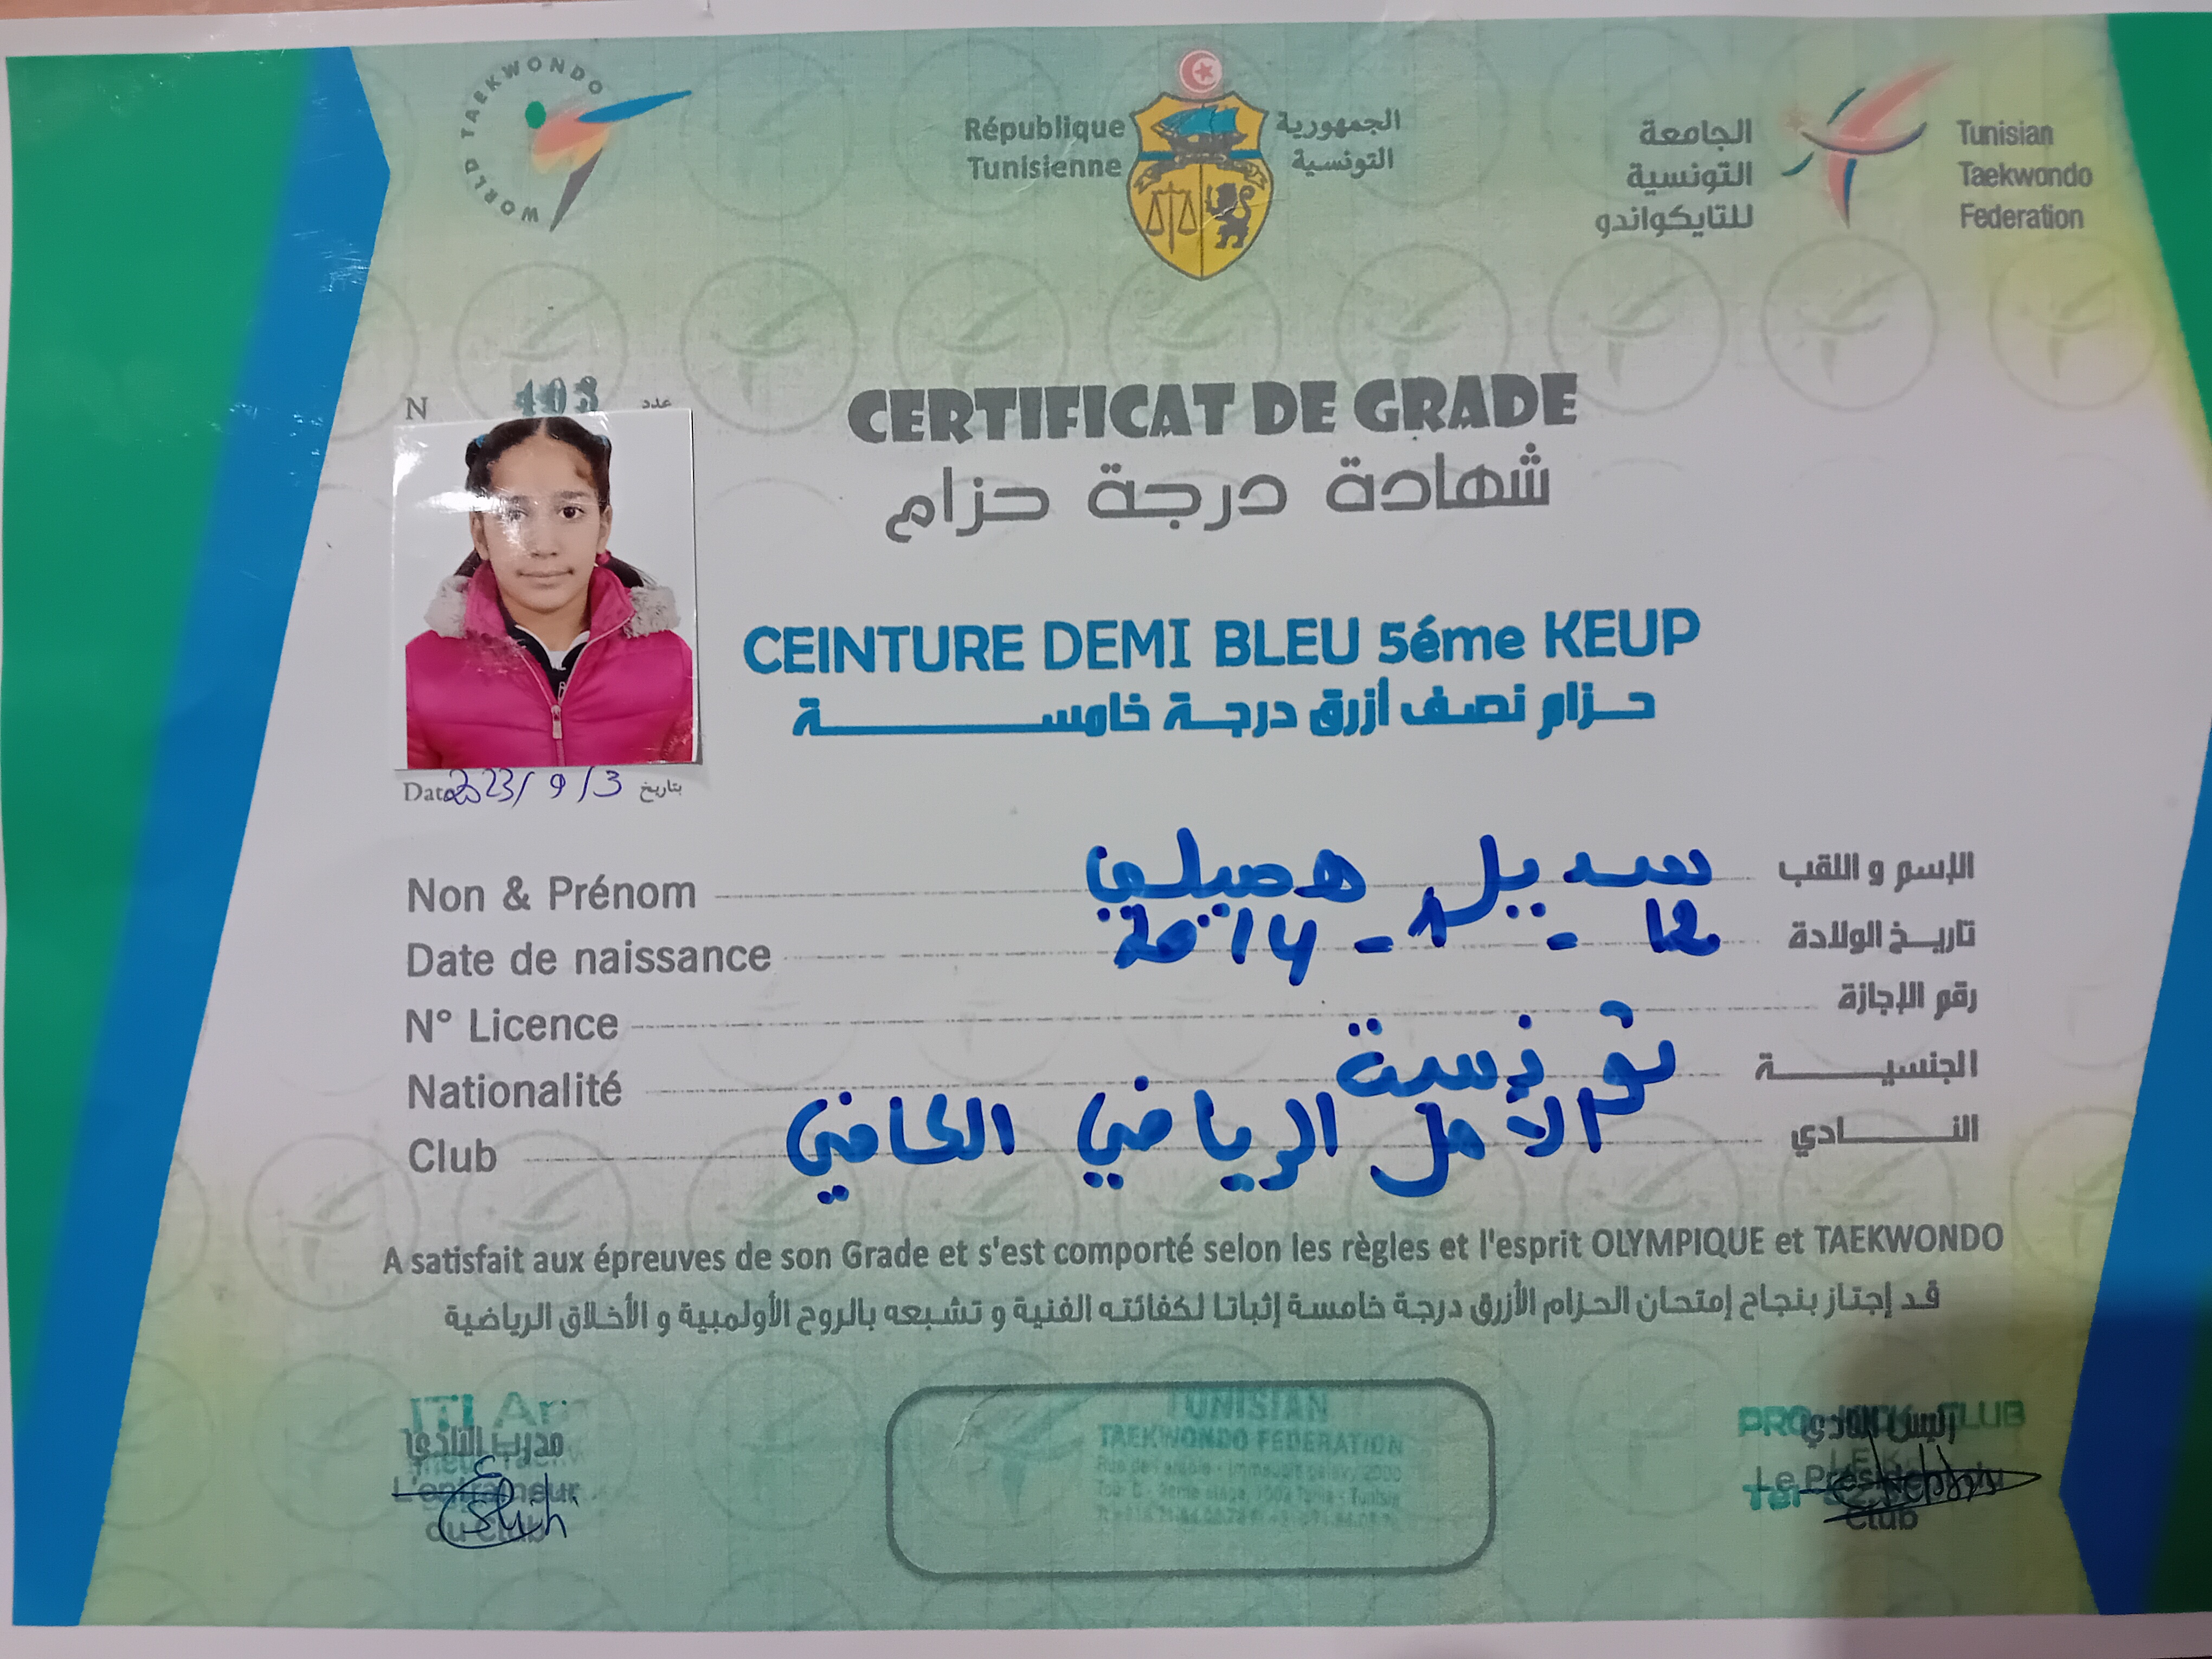 WORLD TAEKWONDO
République
Tunisienne
الجمهورية
التونسية
الجامعة
التونسية
للتايكواندو
Tunisian
Taekwondo
Federation
N 403 عدد
CERTIFICAT DE GRADE
شهادة درجة حزام
CEINTURE DEMI BLEU 5éme KEUP
حزام نصف أزرق درجة خامسة
Date 2023/9/3 بتاريخ
Non & Prénom سديل هميلي الإسم و اللقب
Date de naissance 12 - 1 - 2014 تاريخ الولادة
N° Licence رقم الإجازة
Nationalité تونسية الجنسية
Club الأمل الرياضي الكافي النادي
A satisfait aux épreuves de son Grade et s'est comporté selon les règles et l'esprit OLYMPIQUE et TAEKWONDO
قد إجتاز بنجاح إمتحان الحزام الأزرق درجة خامسة إثباتا لكفائته الفنية و تشبعه بالروح الأولمبية و الأخلاق الرياضية
مدرب النادي
L'entraîneur
du Club
TUNISIAN
TAEKWONDO FEDERATION
CLUB
Le Président
Club